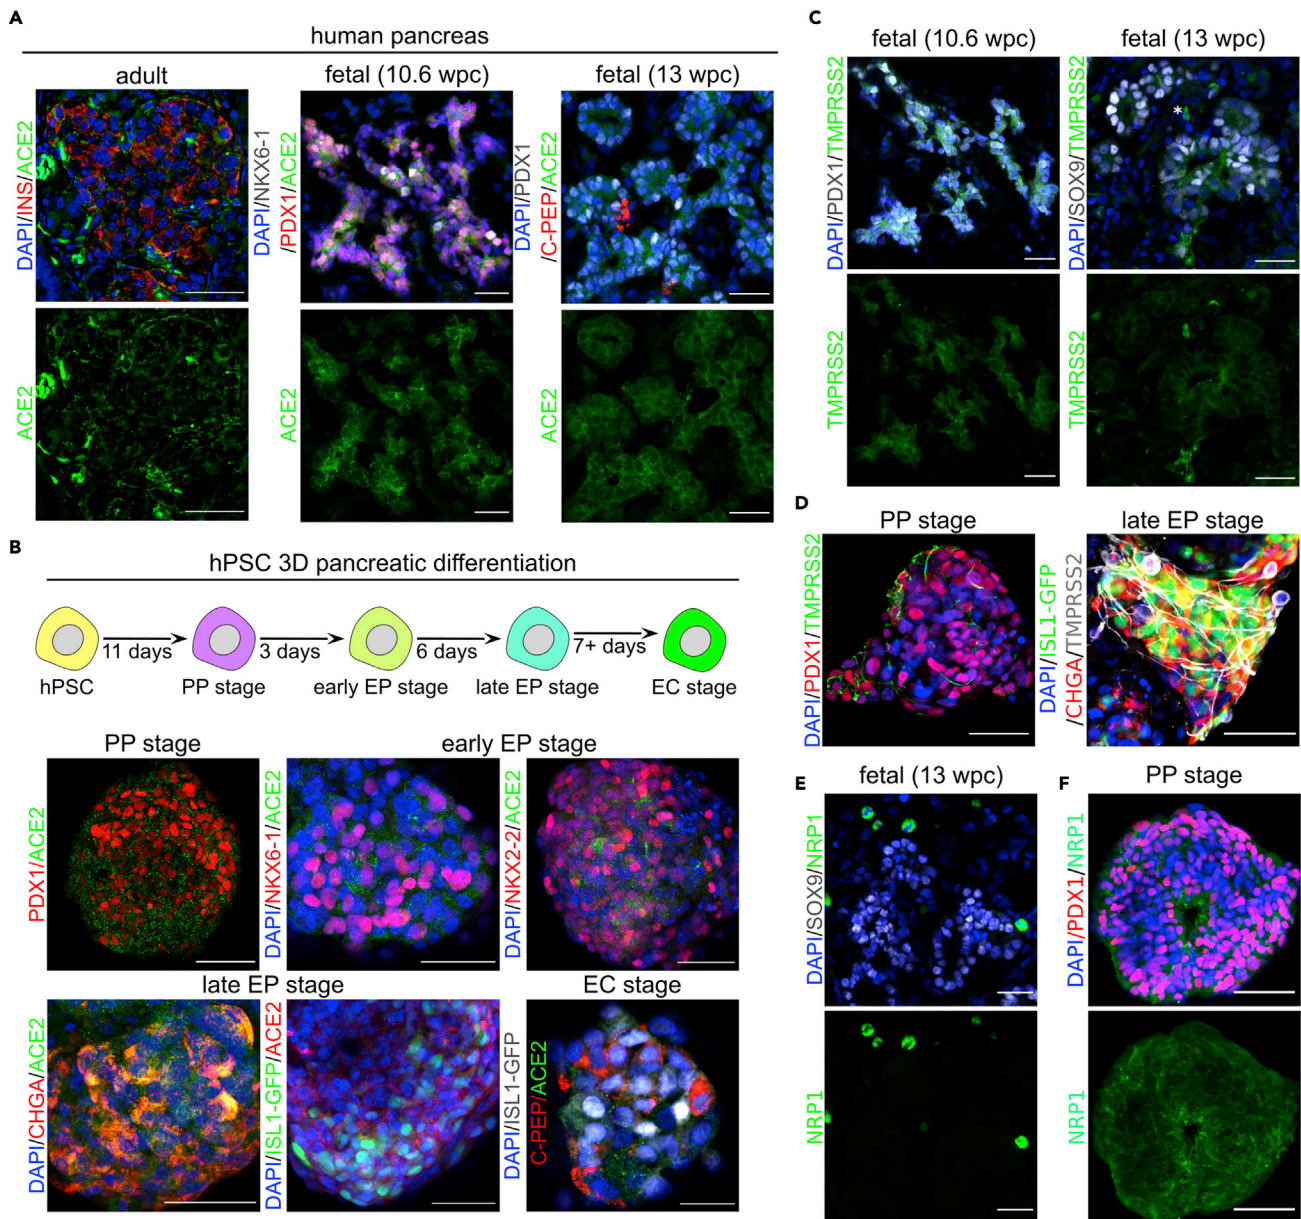 A
human pancreas
adult
fetal (10.6 wpc)
fetal (13 wpc)
DAPI/INS/ACE2
DAPI/NKX6-1
/PDX1/ACE2
DAPI/PDX1
/C-PEP/ACE2
ACE2
ACE2
ACE2
B
hPSC 3D pancreatic differentiation
11 days
3 days
6 days
7+ days
hPSC
PP stage
early EP stage
late EP stage
EC stage
PP stage
early EP stage
PDX1/ACE2
DAPI/NKX6-1/ACE2
DAPI/NKX2-2/ACE2
late EP stage
EC stage
DAPI/CHGA/ACE2
DAPI/ISL1-GFP/ACE2
DAPI/ISL1-GFP
C-PEP/ACE2
C
fetal (10.6 wpc)
fetal (13 wpc)
DAPI/PDX1/TMPRSS2
DAPI/SOX9/TMPRSS2
*
TMPRSS2
TMPRSS2
D
PP stage
late EP stage
DAPI/PDX1/TMPRSS2
DAPI/ISL1-GFP
/CHGA/TMPRSS2
E
fetal (13 wpc)
DAPI/SOX9/NRP1
NRP1
F
PP stage
DAPI/PDX1/NRP1
NRP1